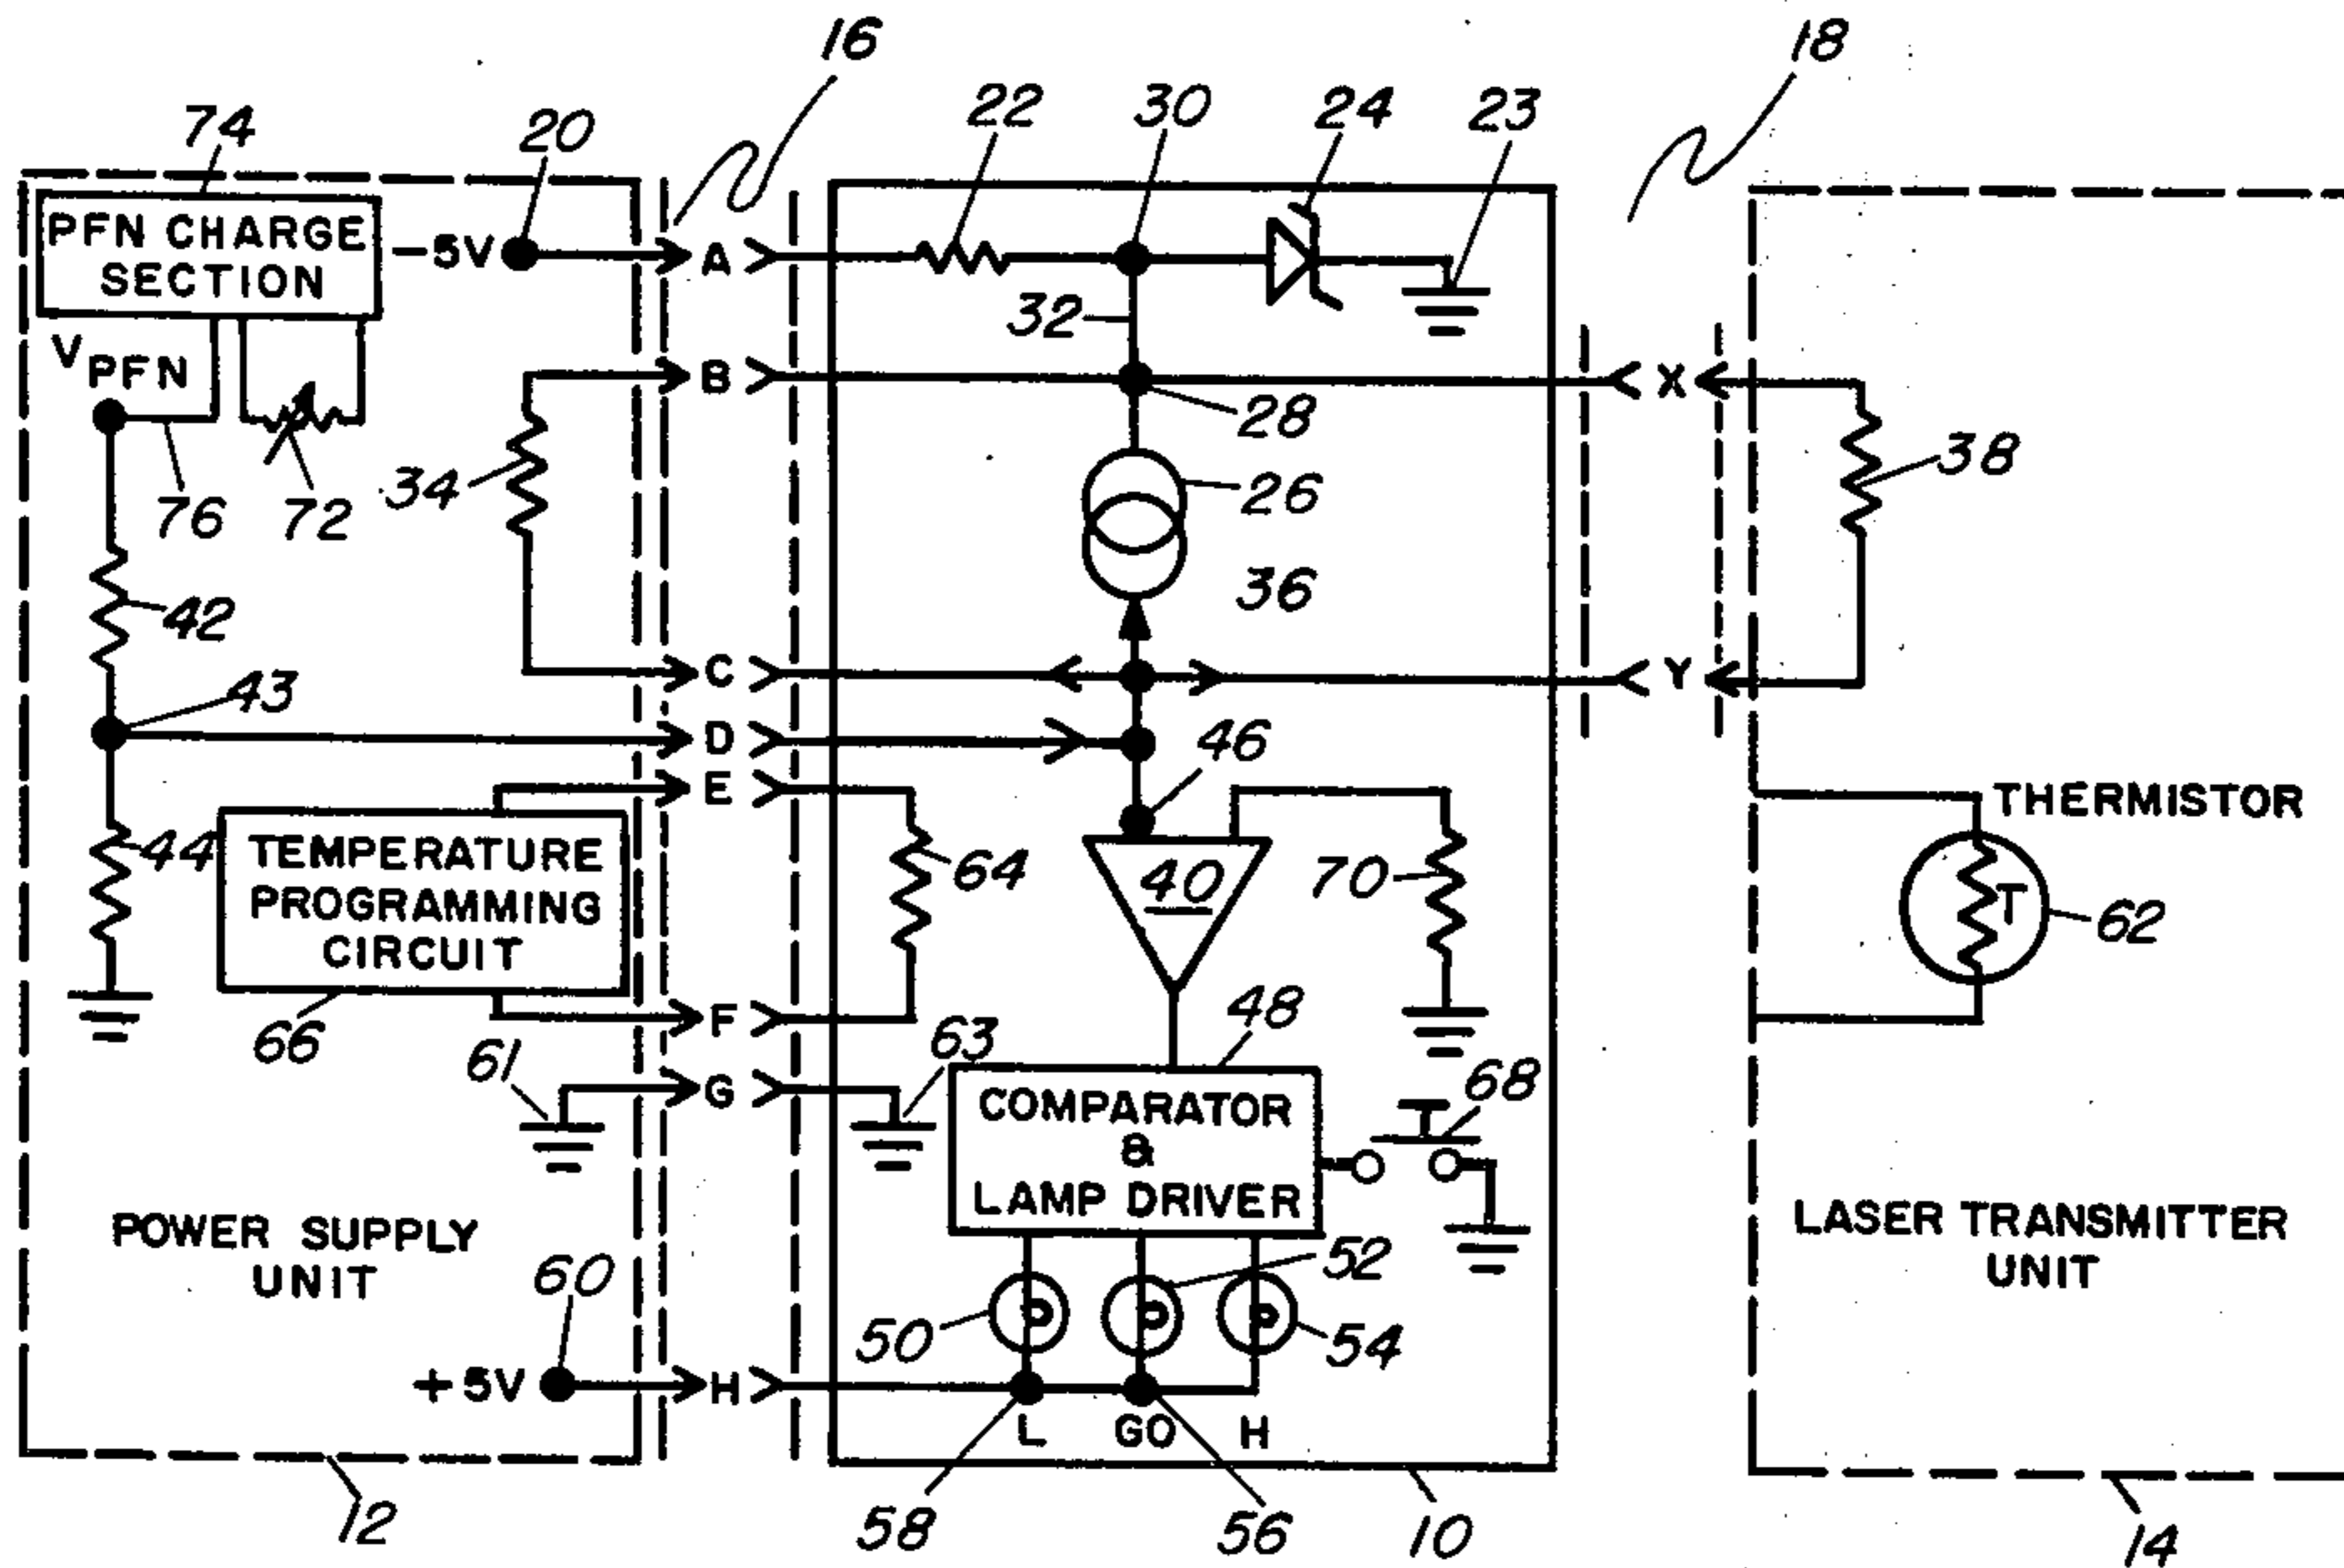 16
18
74
20
22
30
24
23
PFN CHARGE
SECTION
-5V
A
32
V PFN
B
X
28
34
26
38
76
72
36
42
C
Y
43
D
46
E
THERMISTOR
44
TEMPERATURE
PROGRAMMING
CIRCUIT
64
40
70
T
62
66
F
61
63
48
G
68
COMPARATOR
&
LAMP DRIVER
POWER SUPPLY
UNIT
LASER TRANSMITTER
UNIT
60
52
50
54
+5V
H
L GO H
12
58
56
10
14